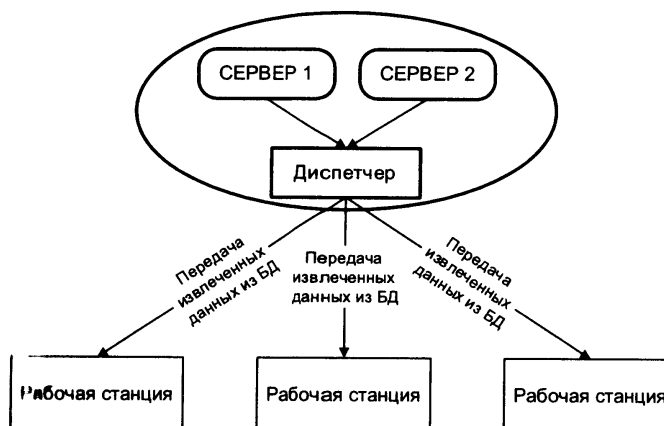 СЕРВЕР 1
СЕРВЕР 2
Диспетчер
Передача
извлеченных
данных из БД
Передача
извлеченных
данных из БД
Передача
извлеченных
данных из БД
Рабочая станция
Рабочая станция
Рабочая станция